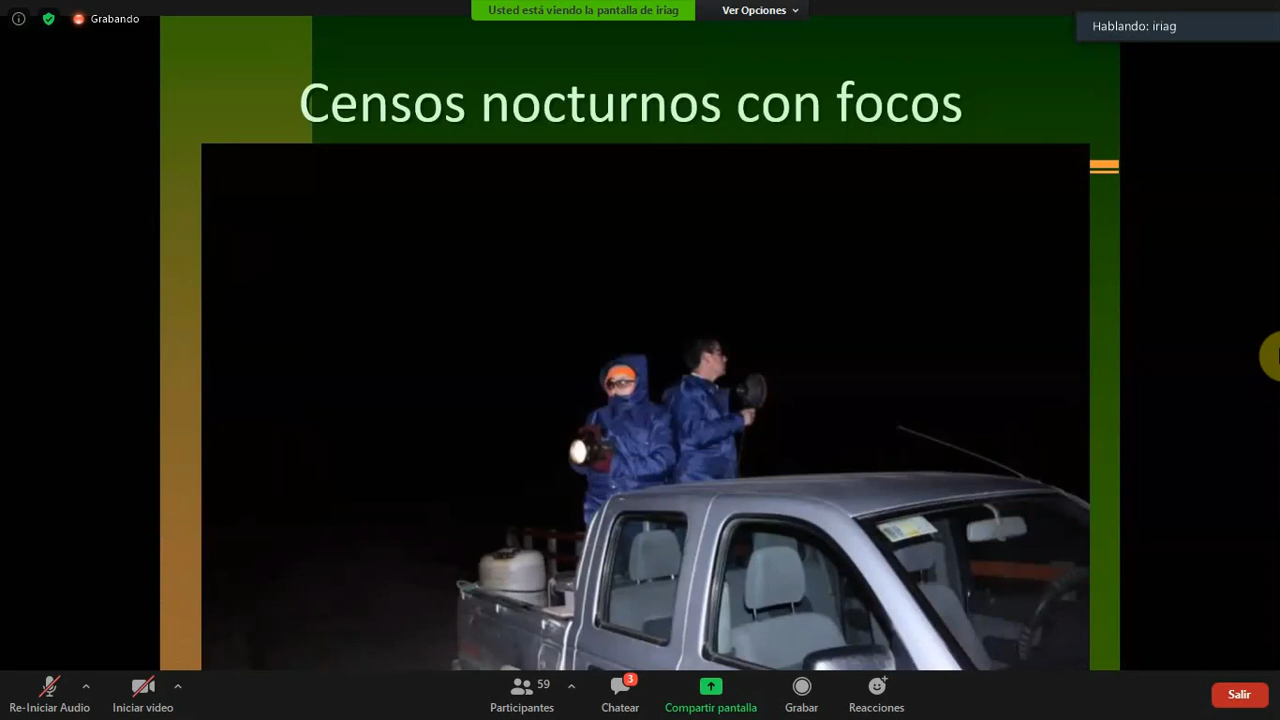 Grabando
Usted está viendo la pantalla de iriag
Ver Opciones
Hablando: iriag
Censos nocturnos con focos
Re-Iniciar Audio
Iniciar video
59
Participantes
3
Chatear
Compartir pantalla
Grabar
Reacciones
Salir